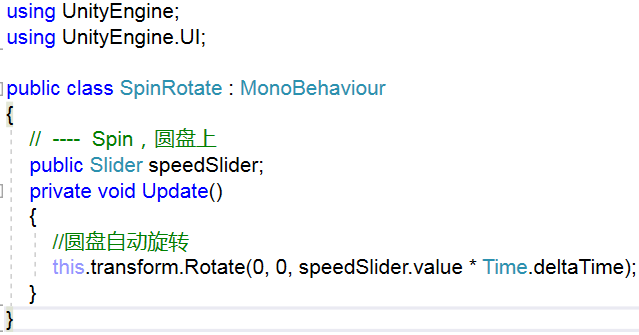 using UnityEngine;
using UnityEngine.UI;
public class SpinRotate : MonoBehaviour
{
// ---- Spin，圆盘上
public Slider speedSlider;
private void Update()
{
//圆盘自动旋转
this.transform.Rotate(0, 0, speedSlider.value * Time.deltaTime);
}
}